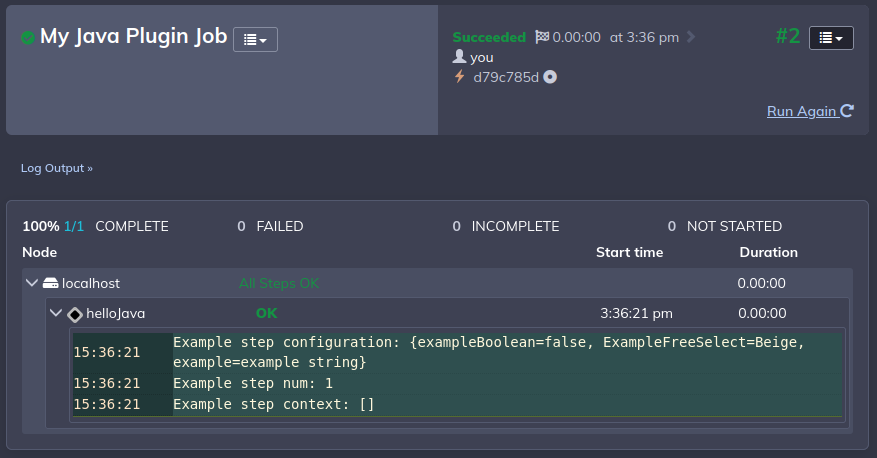 My Java Plugin Job
Succeeded 0.00:00 at 3:36 pm #2
you
d79c785d
Run Again
Log Output »
100% 1/1 COMPLETE 0 FAILED 0 INCOMPLETE 0 NOT STARTED
Node Start time Duration
localhost All Steps OK 0.00:00
helloJava OK 3:36:21 pm 0.00:00
15:36:21 Example step configuration: {exampleBoolean=false, ExampleFreeSelect=Beige,
example=example string}
15:36:21 Example step num: 1
15:36:21 Example step context: []